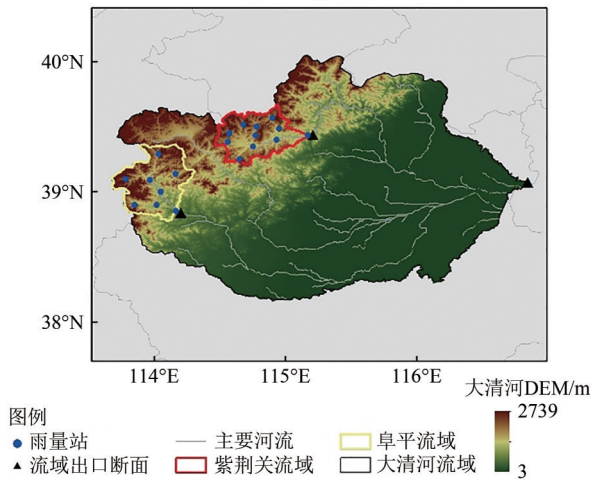 40°N
39°N
38°N
114°E 115°E 116°E
大清河DEM/m
图例
2739
雨量站 主要河流 阜平流域
流域出口断面 紫荆关流域 大清河流域
3